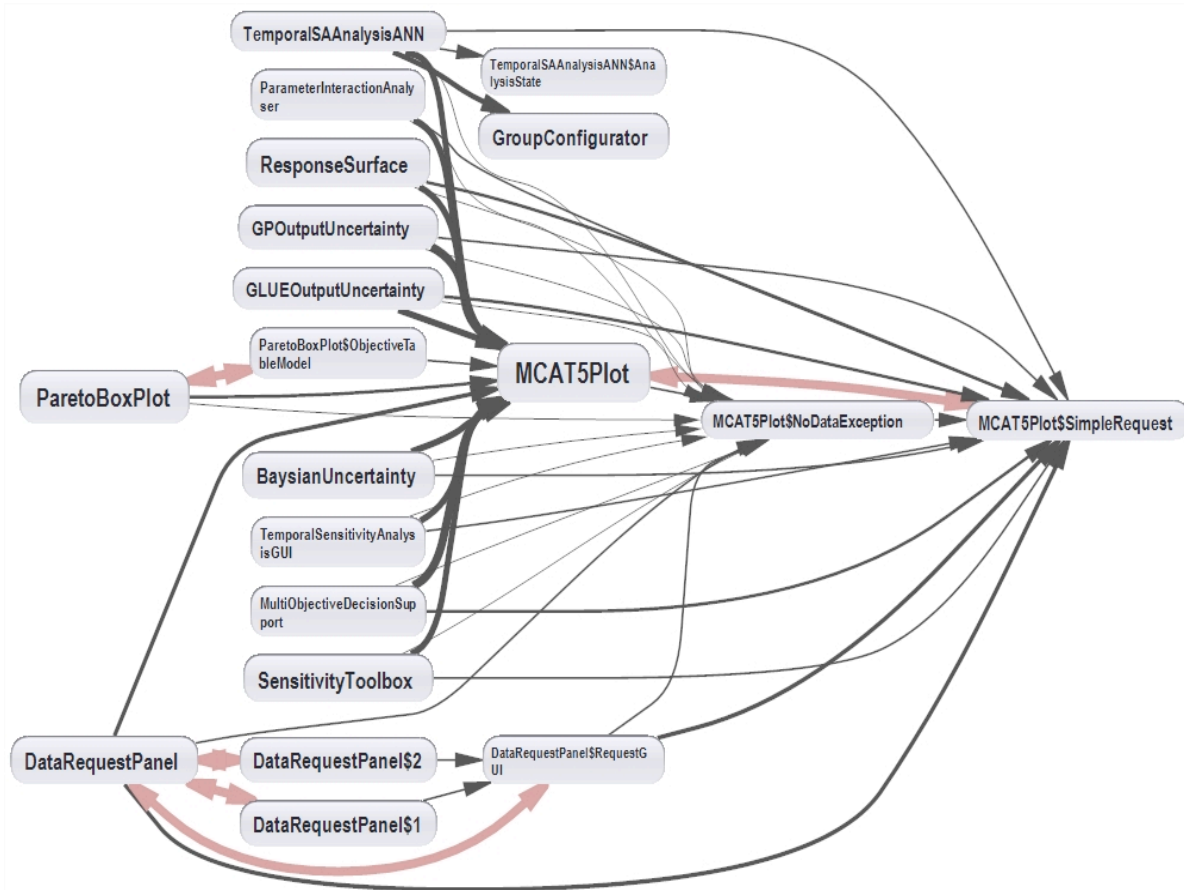 TemporalSAAnalysisANN
TemporalSAAnalysisANN$Ana
lysisState
ParameterInteractionAnaly
ser
GroupConfigurator
ResponseSurface
GPOutputUncertainty
GLUEOutputUncertainty
ParetoBoxPlot$ObjectiveTa
bleModel
ParetoBoxPlot
MCAT5Plot
MCAT5Plot$NoDataException
MCAT5Plot$SimpleRequest
BaysianUncertainty
TemporalSensitivityAnalys
isGUI
MultiObjectiveDecisionSup
port
SensitivityToolbox
DataRequestPanel
DataRequestPanel$2
DataRequestPanel$RequestG
UI
DataRequestPanel$1